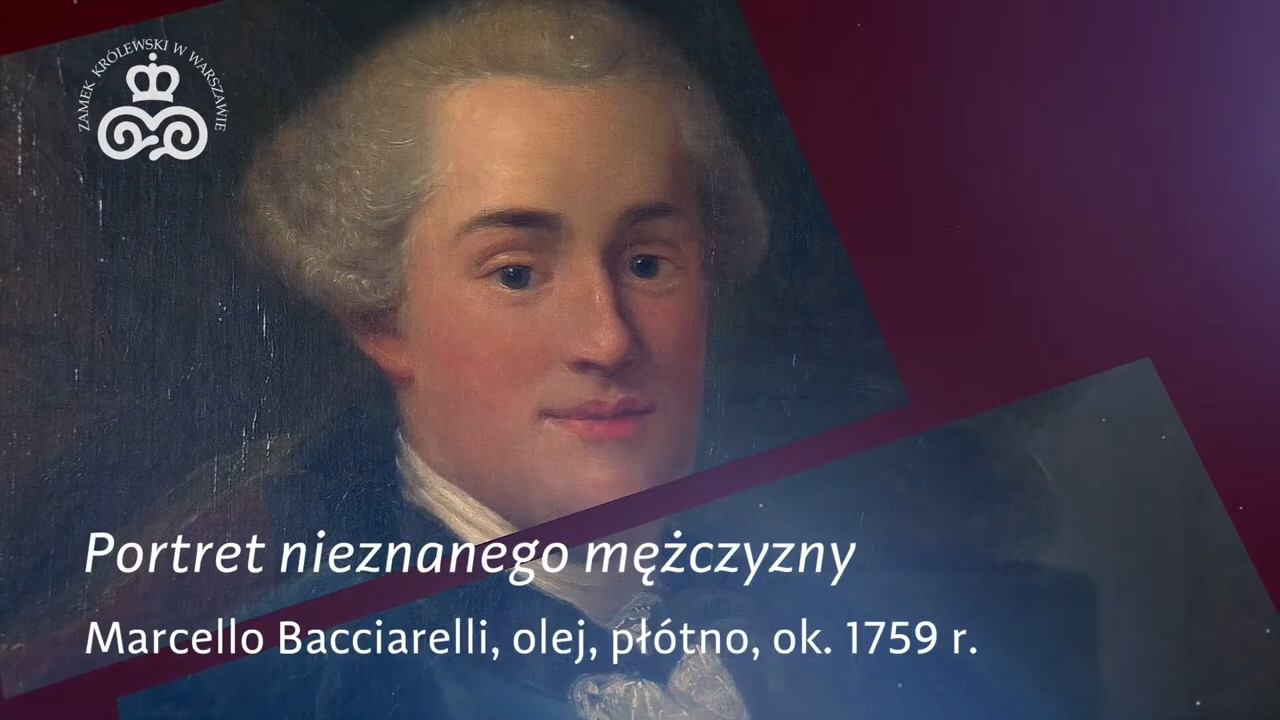 ZAMEK KRÓLEWSKI W WARSZAWIE
Portret nieznanego mężczyzny
Marcello Bacciarelli, olej, płótno, ok. 1759 r.